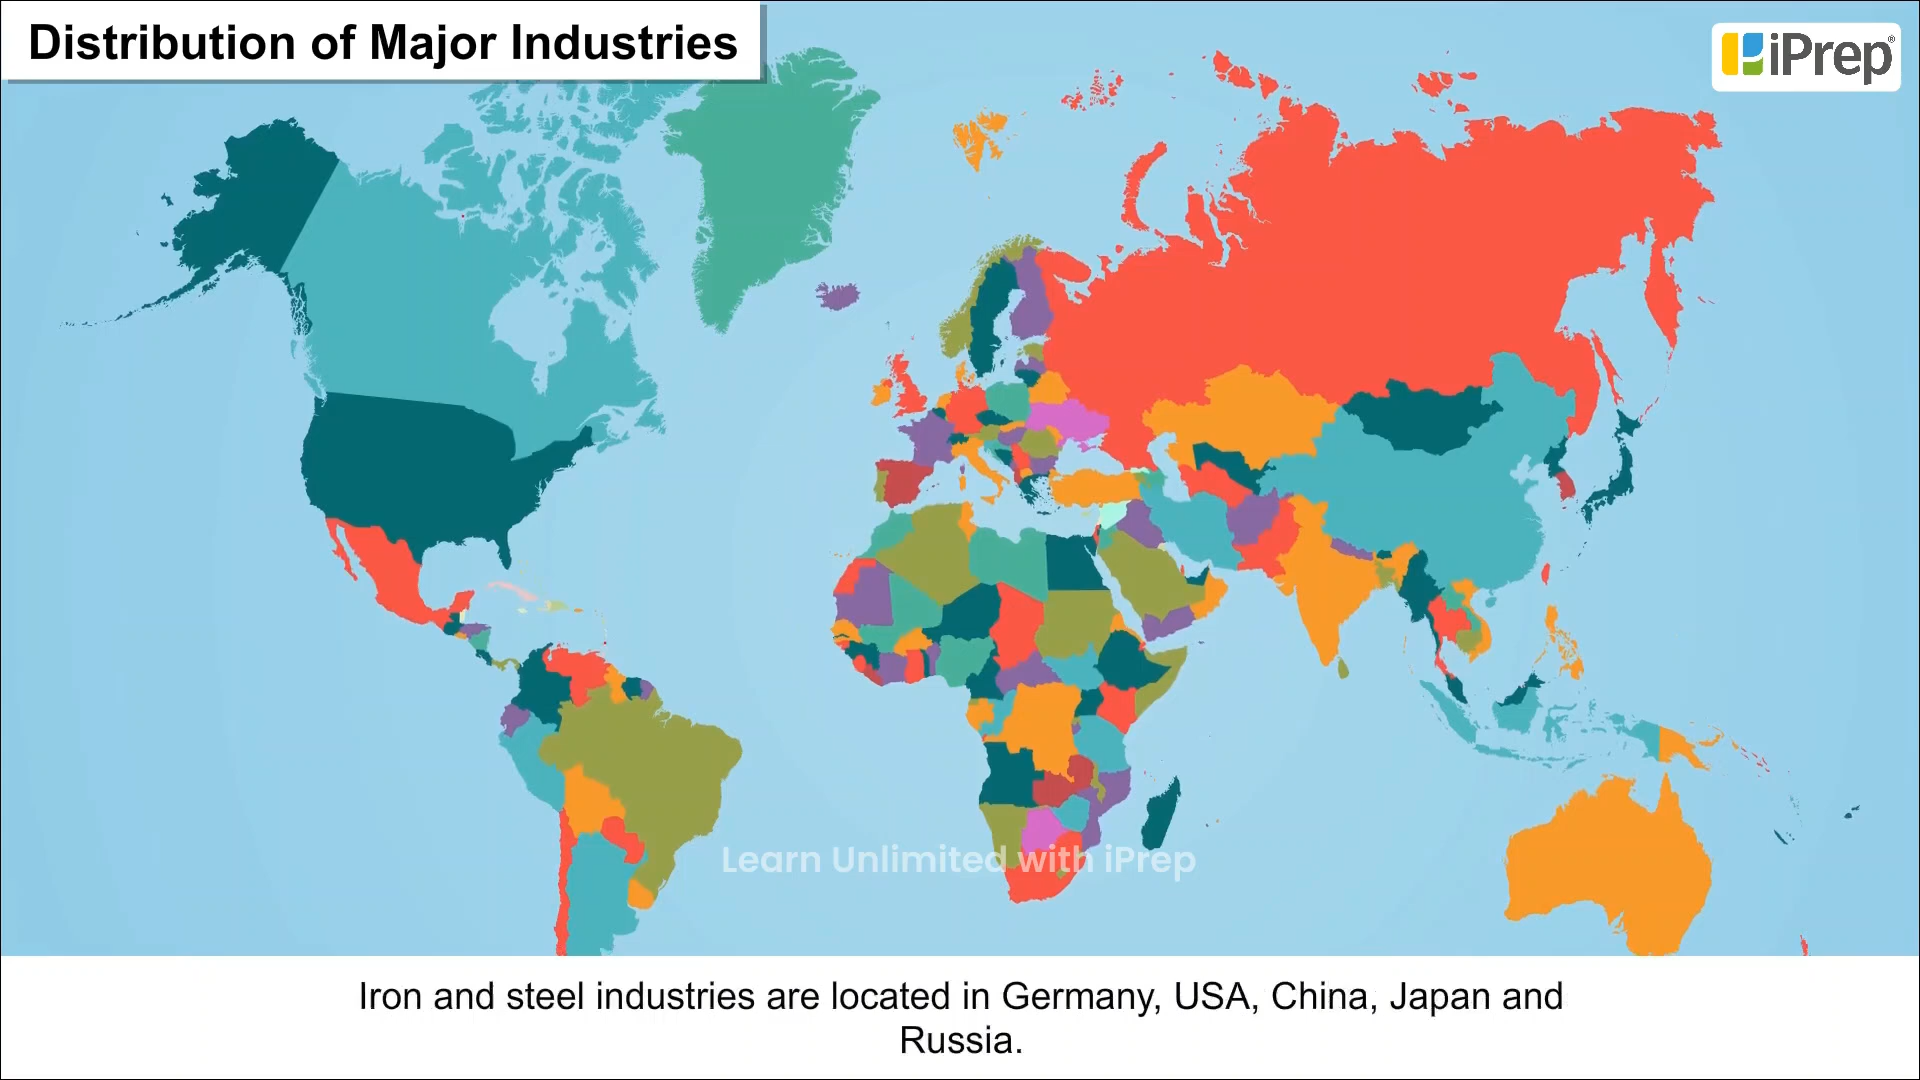 Distribution of Major Industries
iPrep®
Learn Unlimited with iPrep
Iron and steel industries are located in Germany, USA, China, Japan and
Russia.